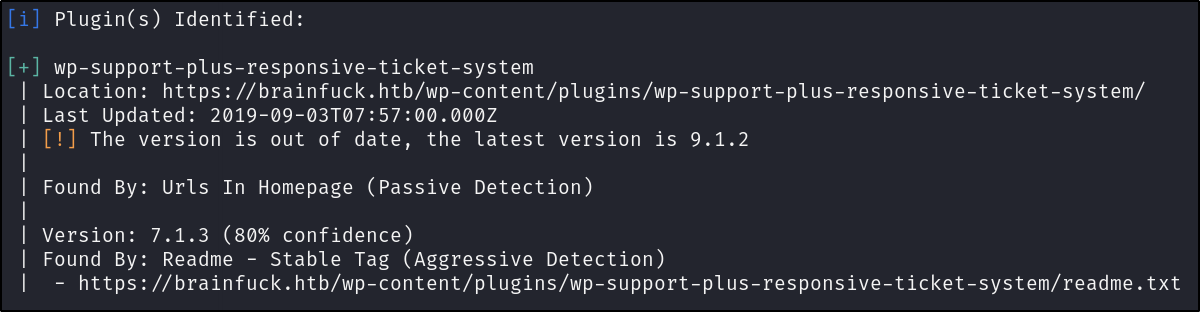 [i] Plugin(s) Identified:
[+] wp-support-plus-responsive-ticket-system
| Location: https://brainfuck.htb/wp-content/plugins/wp-support-plus-responsive-ticket-system/
| Last Updated: 2019-09-03T07:57:00.000Z
| [!] The version is out of date, the latest version is 9.1.2
|
| Found By: Urls In Homepage (Passive Detection)
|
| Version: 7.1.3 (80% confidence)
| Found By: Readme - Stable Tag (Aggressive Detection)
|  - https://brainfuck.htb/wp-content/plugins/wp-support-plus-responsive-ticket-system/readme.txt